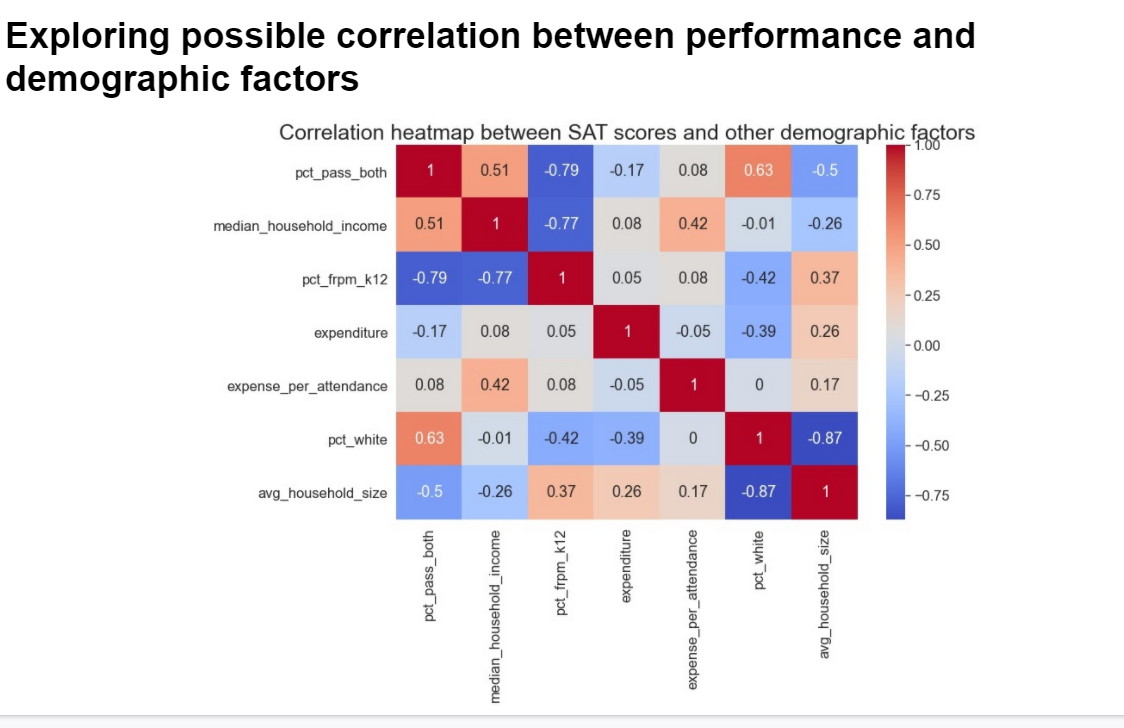 Exploring possible correlation between performance and
demographic factors
Correlation heatmap between SAT scores and other demographic factors
pct_pass_both 1 0.51 -0.79 -0.17 0.08 0.63 -0.5
median_household_income 0.51 1 -0.77 0.08 0.42 -0.01 -0.26
pct_frpm_k12 -0.79 -0.77 1 0.05 0.08 -0.42 0.37
expenditure -0.17 0.08 0.05 1 -0.05 -0.39 0.26
expense_per_attendance 0.08 0.42 0.08 -0.05 1 0 0.17
pct_white 0.63 -0.01 -0.42 -0.39 0 1 -0.87
avg_household_size -0.5 -0.26 0.37 0.26 0.17 -0.87 1
pct_pass_both
median_household_income
pct_frpm_k12
expenditure
expense_per_attendance
pct_white
avg_household_size
1.00
0.75
0.50
0.25
0.00
-0.25
-0.50
-0.75